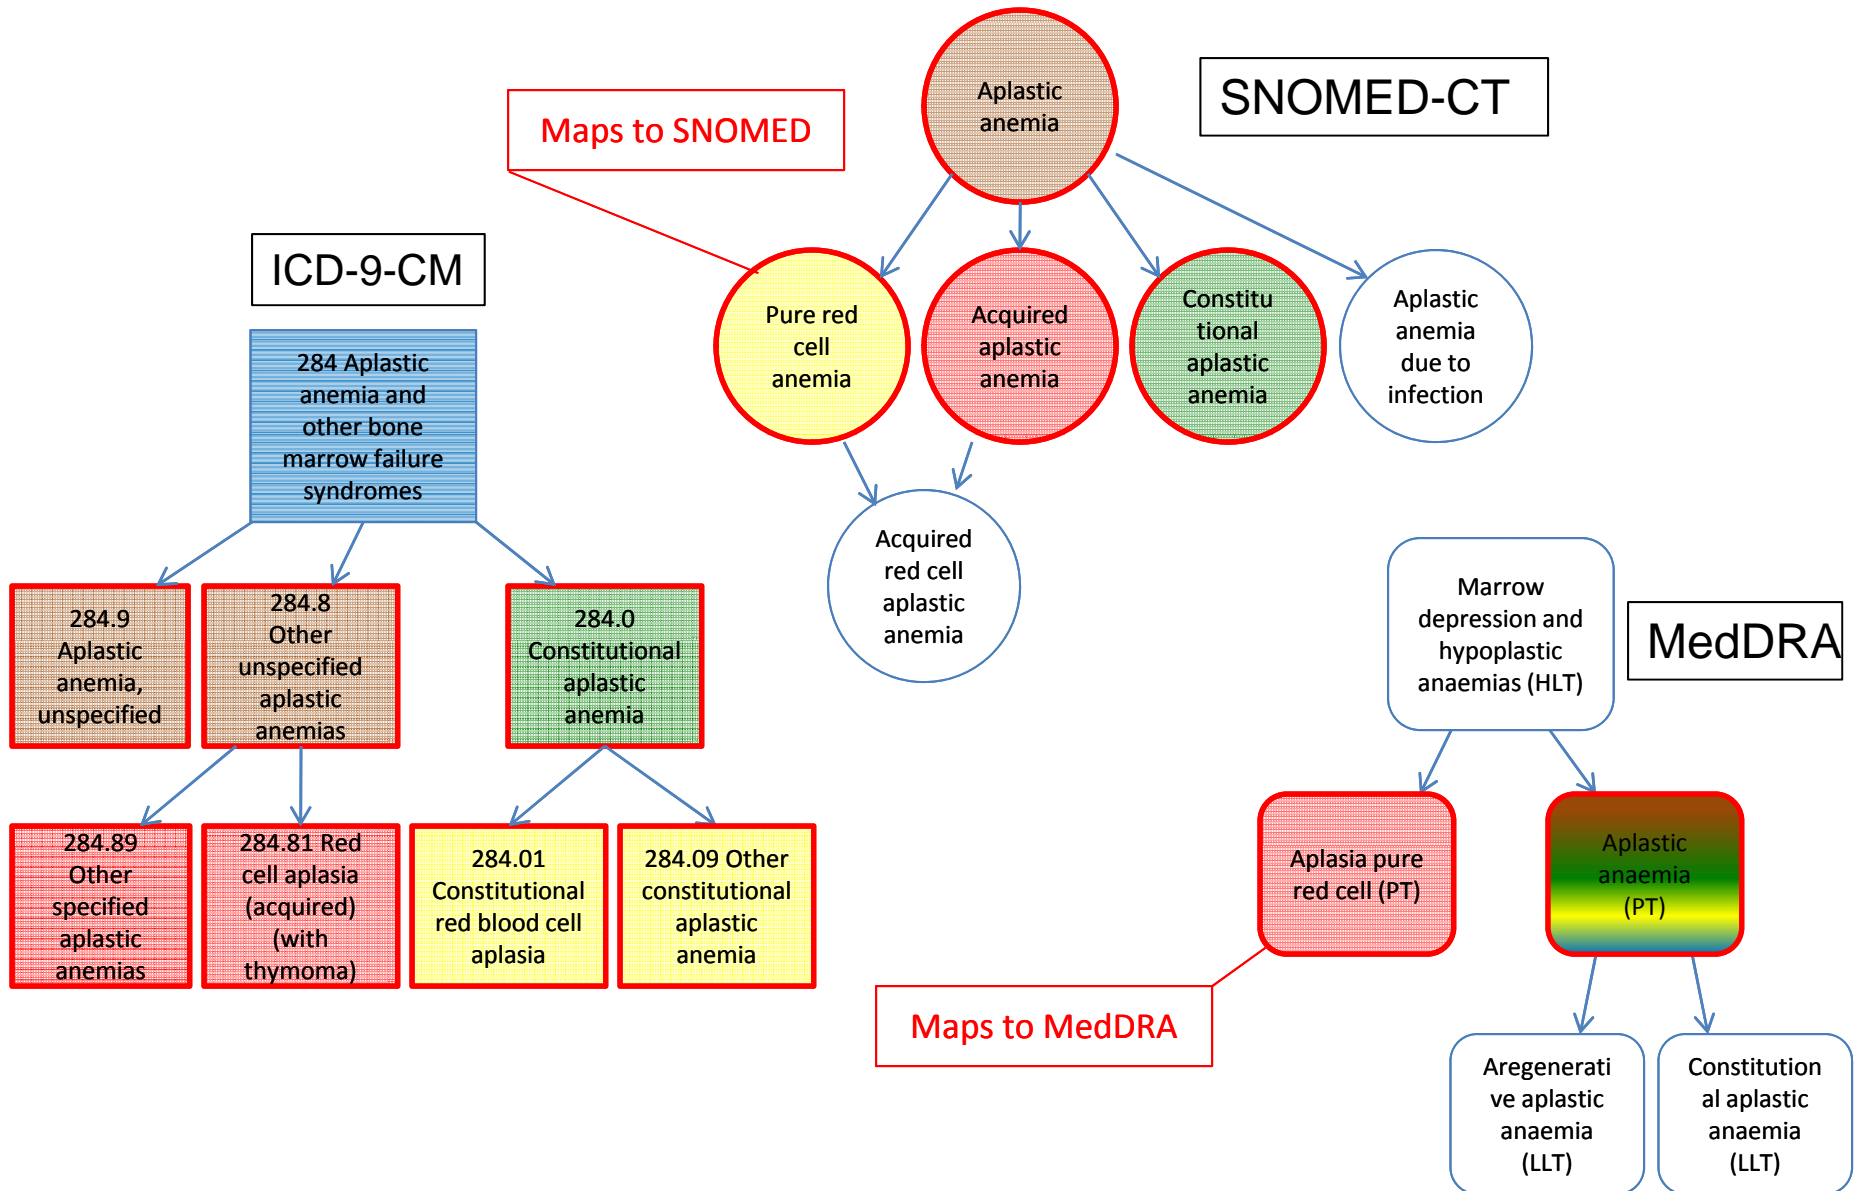 Aplastic
anemia
SNOMED-CT
Maps to SNOMED
ICD-9-CM
Pure red
cell
anemia
Acquired
aplastic
anemia
Constitu
tional
aplastic
anemia
Aplastic
anemia
due to
infection
284 Aplastic
anemia and
other bone
marrow failure
syndromes
Acquired
red cell
aplastic
anemia
Marrow
depression and
hypoplastic
anaemias (HLT)
MedDRA
284.9
Aplastic
anemia,
unspecified
284.8
Other
unspecified
aplastic
anemias
284.0
Constitutional
aplastic
anemia
284.89
Other
specified
aplastic
anemias
284.81 Red
cell aplasia
(acquired)
(with
thymoma)
284.01
Constitutional
red blood cell
aplasia
284.09 Other
constitutional
aplastic
anemia
Aplasia pure
red cell (PT)
Aplastic
anaemia
(PT)
Maps to MedDRA
Aregenerati
ve aplastic
anaemia
(LLT)
Constitution
al aplastic
anaemia
(LLT)